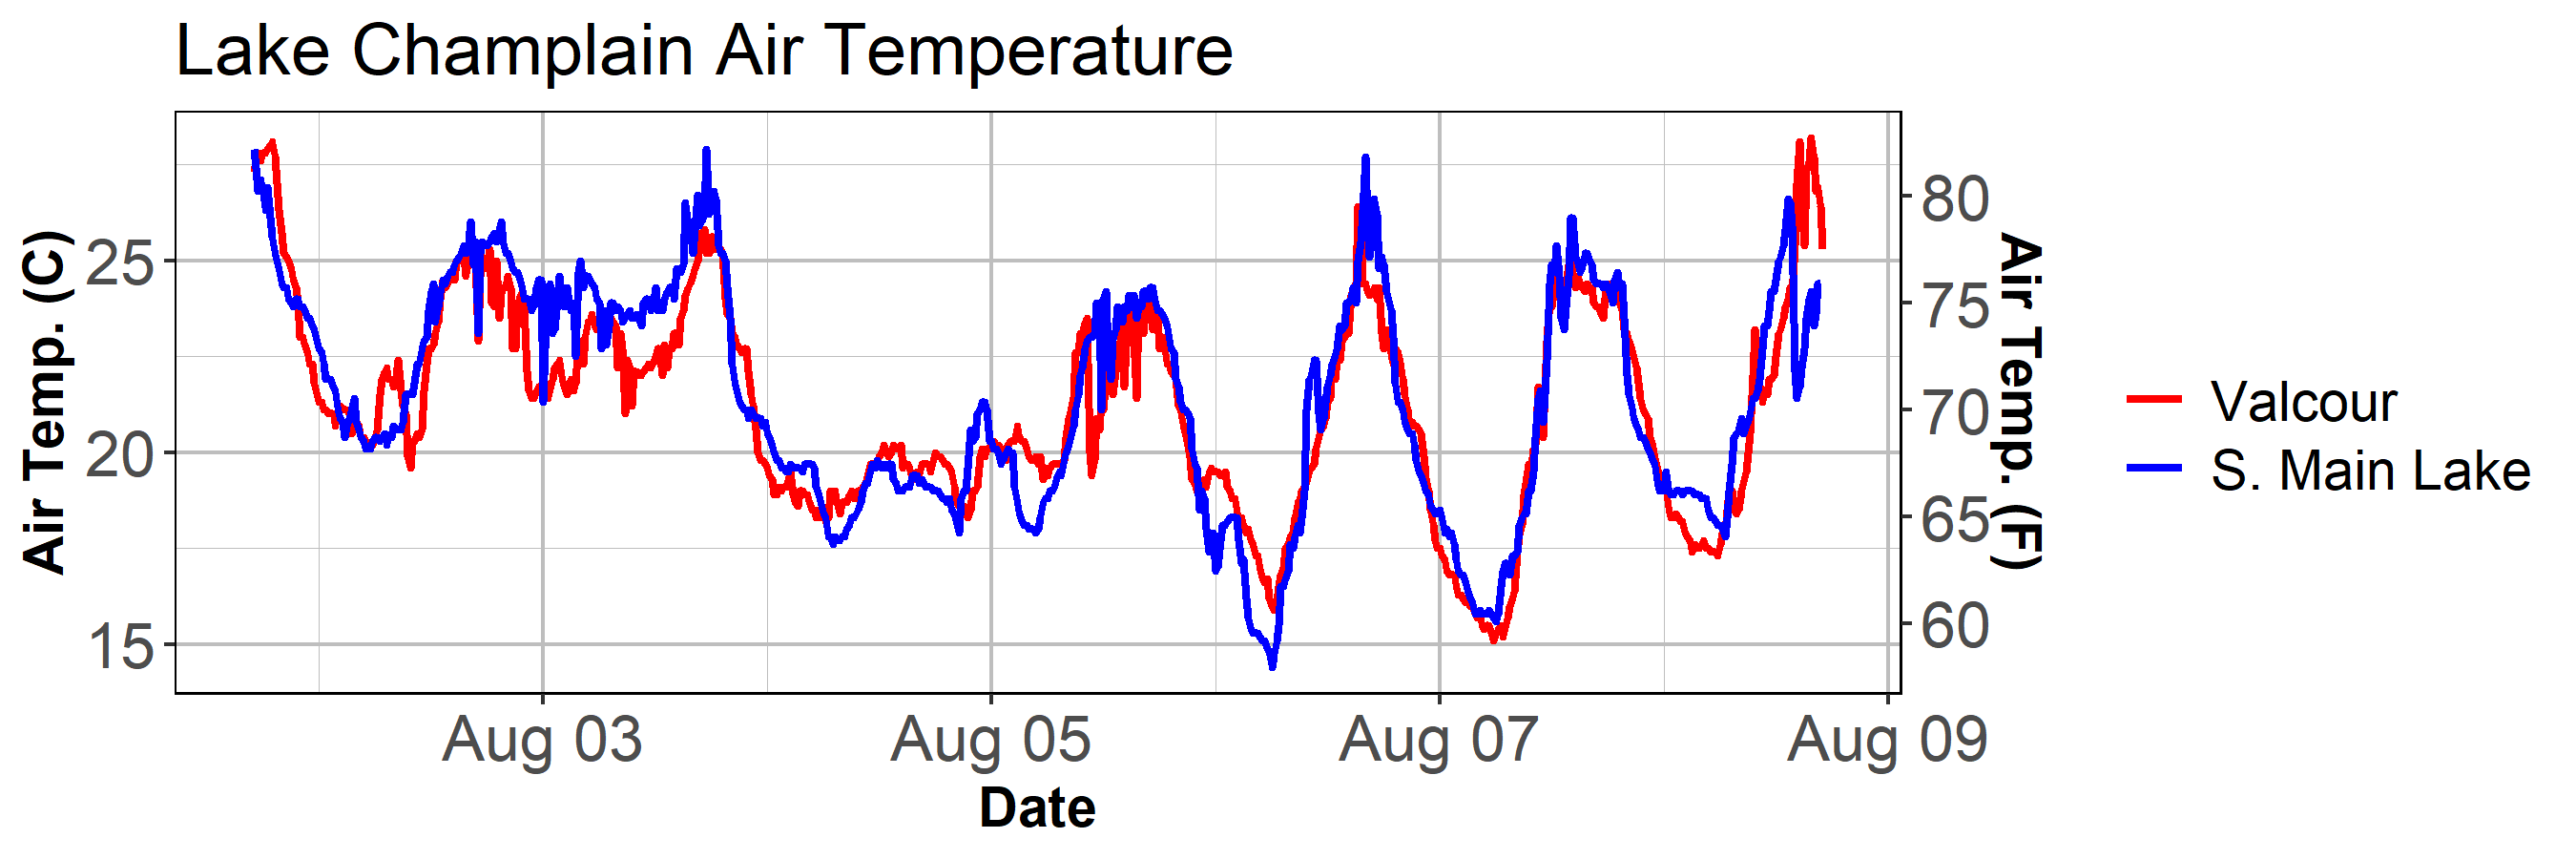 Lake Champlain Air Temperature
Air Temp. (C)
25
20
15
80
75
70
65
60
Air Temp. (F)
Aug 03
Aug 05
Aug 07
Aug 09
Date
Valcour
S. Main Lake